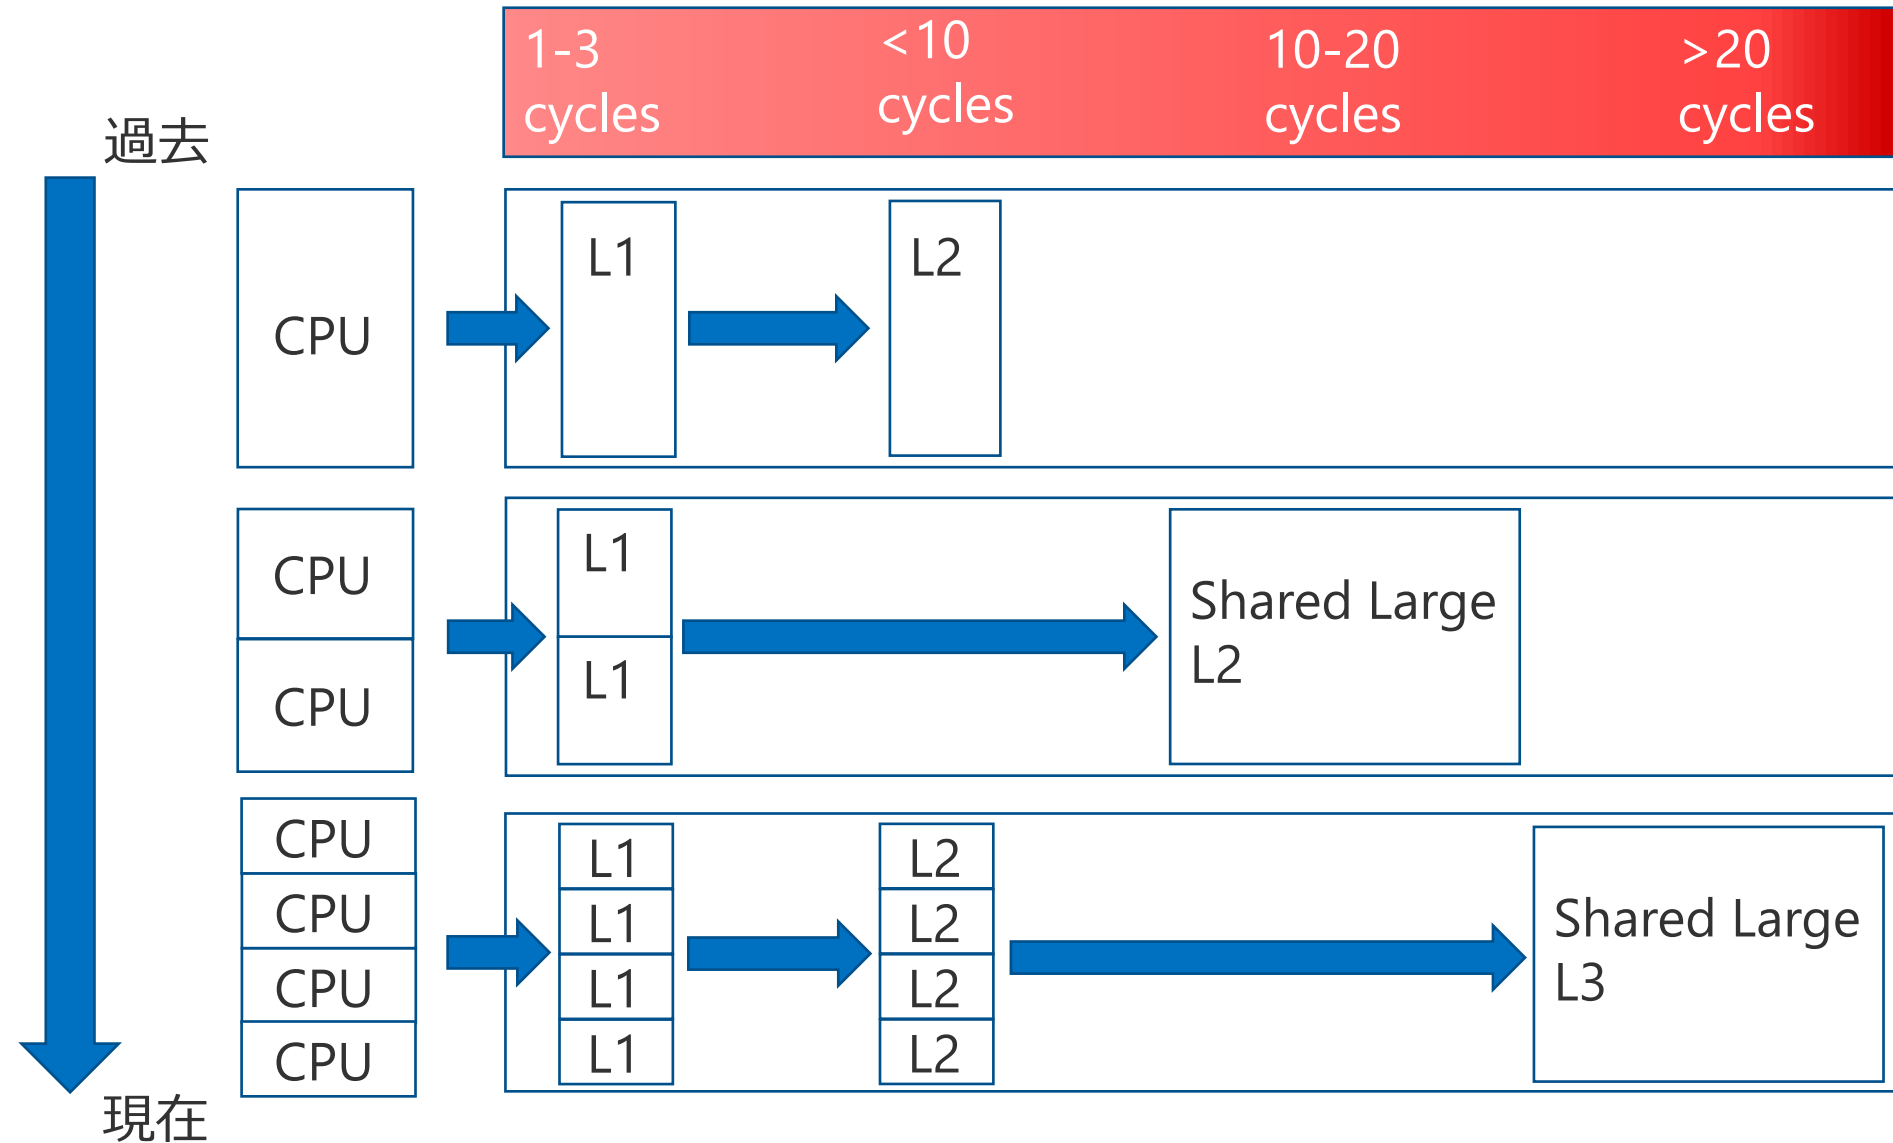 1-3
cycles
<10
cycles
10-20
cycles
>20
cycles
過去
CPU
L1
L2
CPU
CPU
L1
L1
Shared Large
L2
CPU
CPU
CPU
CPU
L1
L1
L1
L1
L2
L2
L2
L2
Shared Large
L3
現在